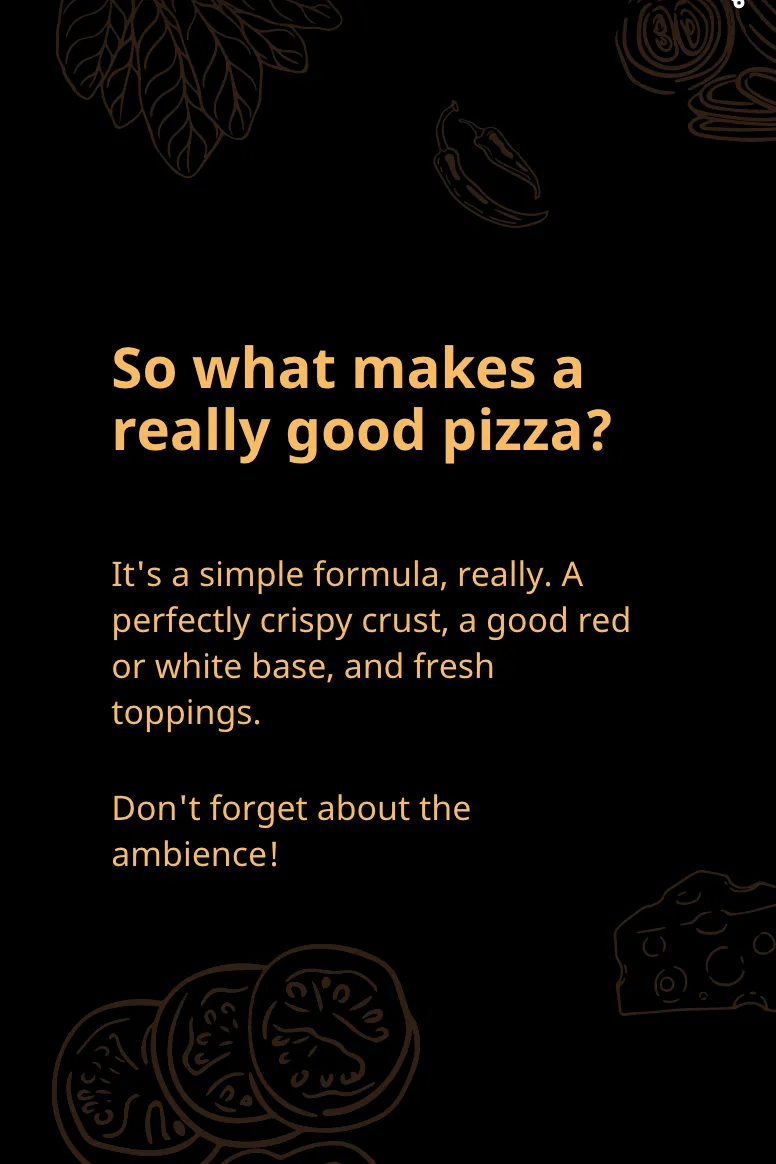 So what makes a
really good pizza?
It's a simple formula, really. A
perfectly crispy crust, a good red
or white base, and fresh
toppings.
Don't forget about the
ambience!